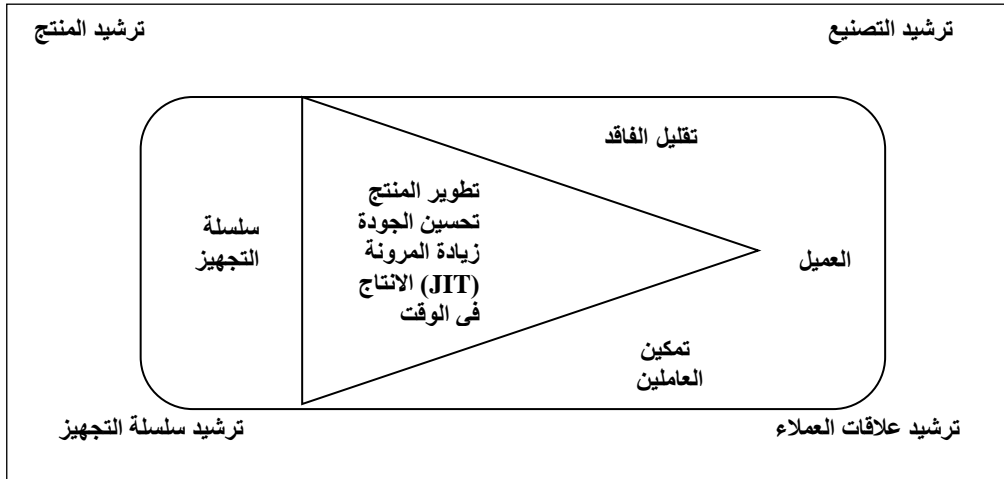 ترشيد التصنيع
ترشيد المنتج
تقليل الفاقد
تطوير المنتج
تحسين الجودة
زيادة المرونة
(JIT) الانتاج
فى الوقت
سلسلة
التجهيز
العميل
تمكين
العاملين
ترشيد علاقات العملاء
ترشيد سلسلة التجهيز